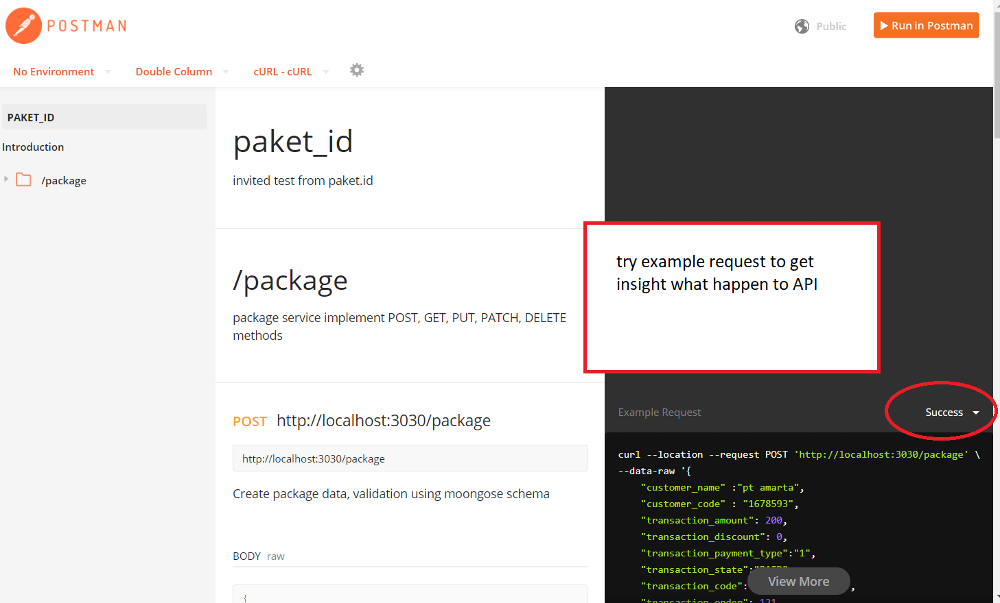 POSTMAN
Public
Run in Postman
No Environment
Double Column
cURL - cURL
PAKET_ID
Introduction
/package
paket_id
invited test from paket.id
/package
package service implement POST, GET, PUT, PATCH, DELETE
methods
try example request to get
insight what happen to API
POST http://localhost:3030/package
http://localhost:3030/package
Create package data, validation using moongose schema
BODY raw
{
Example Request
Success
curl --location --request POST 'http://localhost:3030/package' \
--data-raw '{
"customer_name" :"pt amarta",
"customer_code" : "1678593",
"transaction_amount": 200,
"transaction_discount": 0,
"transaction_payment_type":"1",
"transaction_state":"PAID"
"transaction_code": ,
View More
"transaction_order": 121